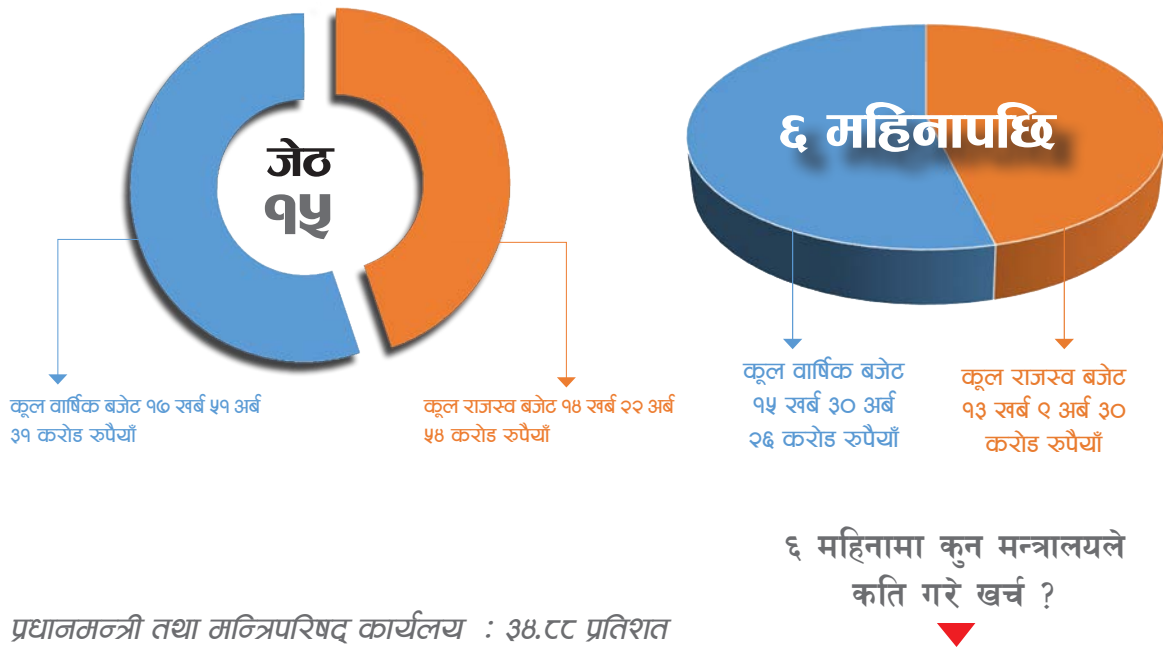 जेठ
१५
कूल वार्षिक बजेट १७ खर्ब ५१ अर्ब
३१ करोड रुपैयाँ
कूल राजस्व बजेट १४ खर्ब २२ अर्ब
५४ करोड रुपैयाँ
६ महिनापछि
कूल वार्षिक बजेट
१५ खर्ब ३० अर्ब
२६ करोड रुपैयाँ
कूल राजस्व बजेट
१३ खर्ब ९ अर्ब ३०
करोड रुपैयाँ
६ महिनामा कुन मन्त्रालयले
कति गरे खर्च ?
प्रधानमन्त्री तथा मन्त्रिपरिषद् कार्यलय : ३४.८८ प्रतिशत